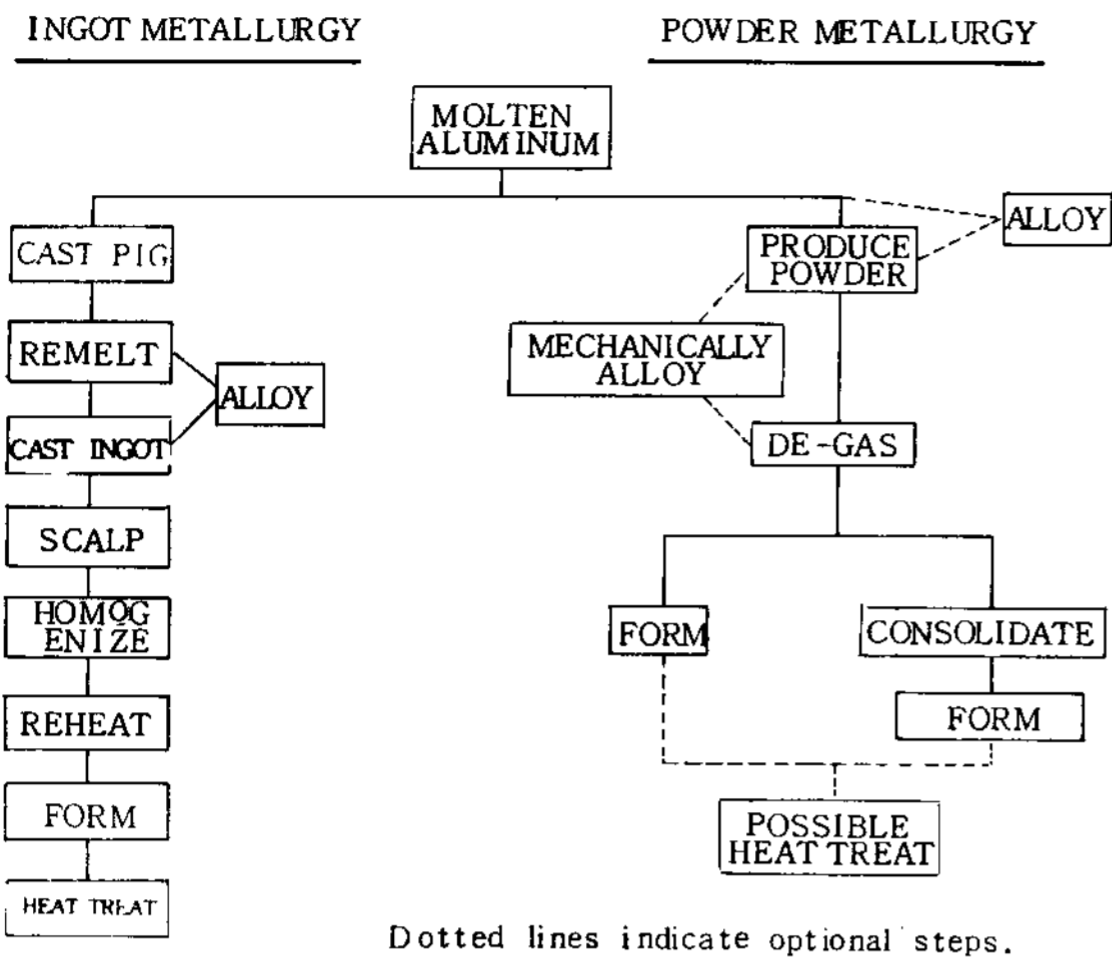 INGOT METALLURGY
POWDER METALLURGY
MOLTEN
ALUMINUM
CAST PIG
REMELT
ALLOY
CAST INGOT
SCALP
HOMOG
ENIZE
REHEAT
FORM
HEAT TREAT
ALLOY
PRODUCE
POWDER
MECHANICALLY
ALLOY
DE-GAS
FORM
CONSOLIDATE
FORM
POSSIBLE
HEAT TREAT
Dotted lines indicate optional steps.